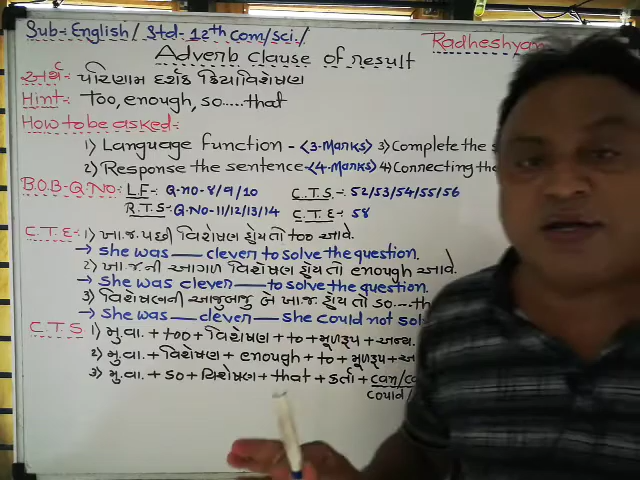 Sub:- English / Std:- 12th com/sci. /
Radheshyam
Adverb clause of result
અર્થ:- પરિણામ દર્શક ક્રિયાવિશેષણ
Hint:- Too, enough, so.....that
How to be asked:-
1) Language function - <3-Marks> 3) Complete the
2) Response the sentence - <4-Marks> 4) Connecting the
B.O.B-Q.No:- L.F:- Q.no-8/9/10 C.T.S:- 52/53/54/55/56
R.T.S:- Q.No-11/12/13/14 C.T.E:- 58
C.T.E:- 1) ખા.જ. પછી વિશેષણ હોય તો too આવે.
→ She was ___ clever to solve the question.
2) ખા.જ ની આગળ વિશેષણ હોય તો enough આવે.
→ She was clever ___ to solve the question.
3) વિશેષણની આજુબાજુ બે ખા.જ હોય તો so....th
→ She was ___ clever ___ she could not sol
C.T.S 1) મુ.વા. + too + વિશેષણ + to + મૂળરૂપ + અન્ય.
2) મુ.વા. + વિશેષણ + enough + to + મૂળરૂપ +
3) મુ.વા. + so + વિશેષણ + that + કર્તા + can/
could /